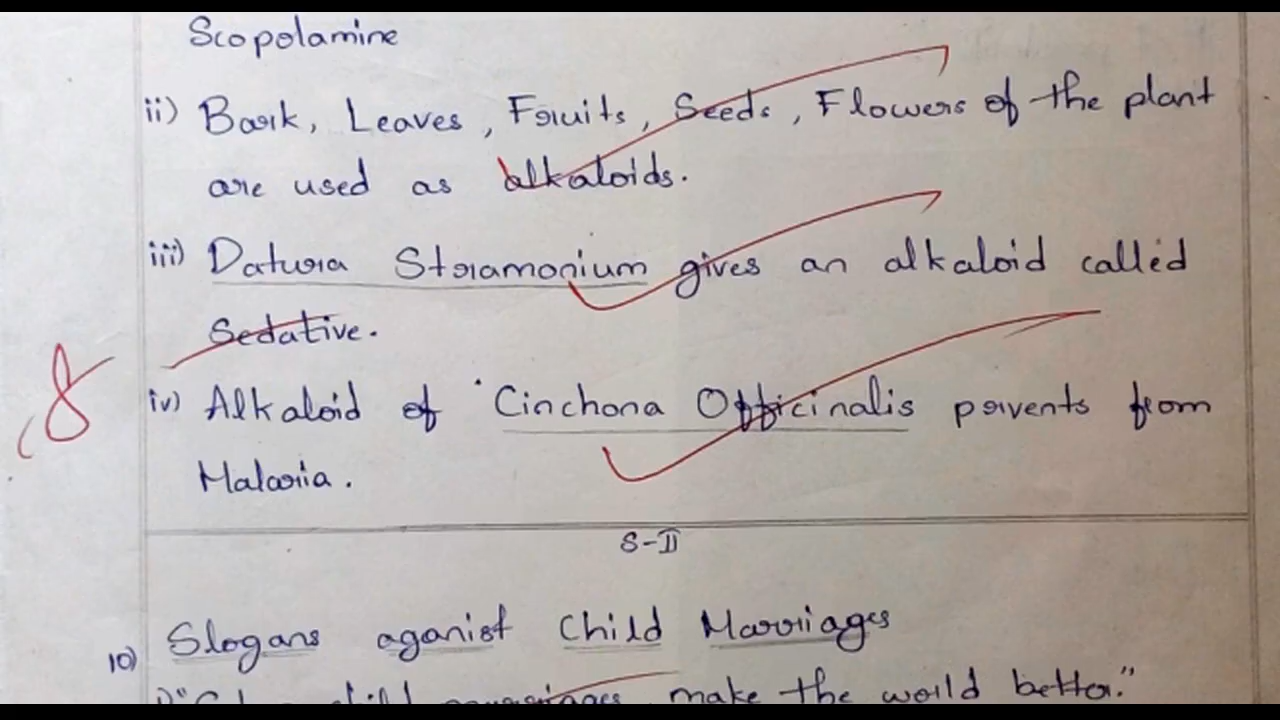 Scopolamine
ii) Bark, Leaves, Fruits, Seeds, Flowers of the plant
are used as alkaloids.
iii) Datura Stramonium gives an alkaloid called
Sedative.
8
iv) Alkaloid of Cinchona Officinalis prvents from
Malaria.
S-II
10) Slogans aganist Child Marriages
make the world better."